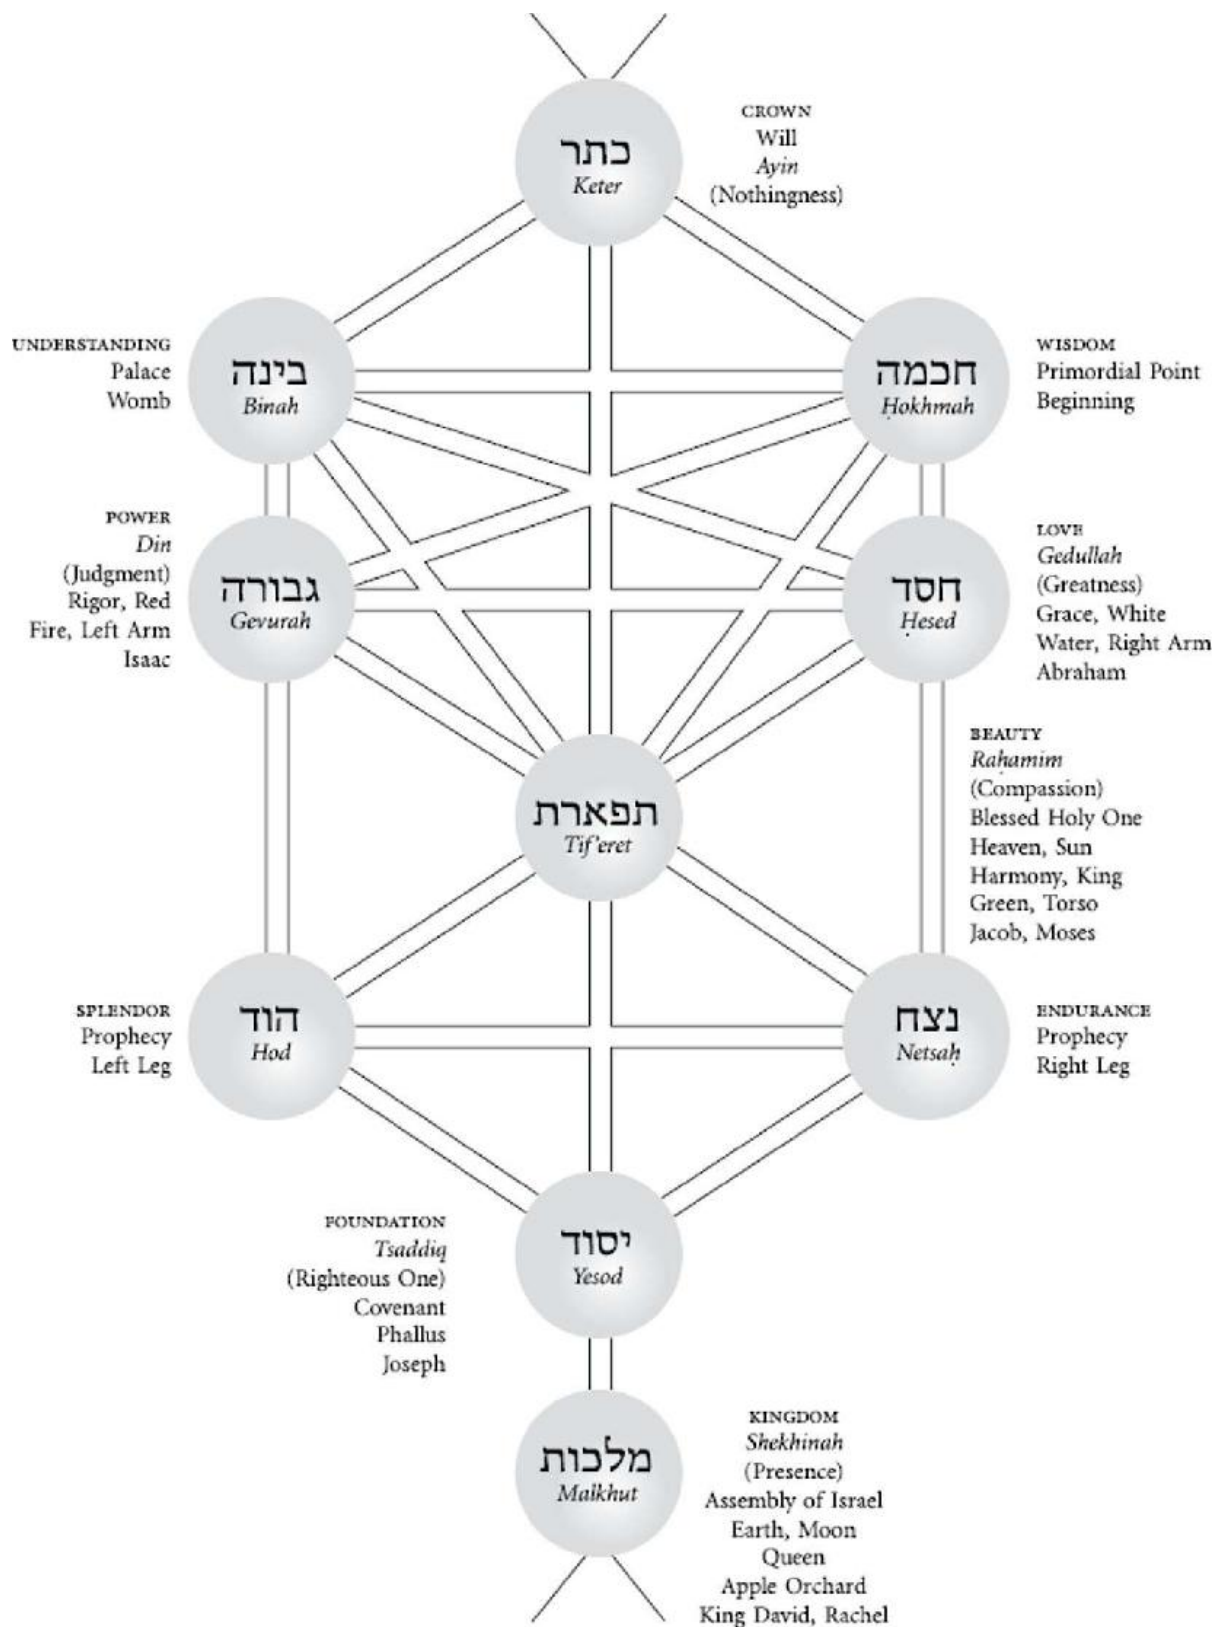 כתר
Keter
CROWN
Will
Ayin
(Nothingness)
UNDERSTANDING
Palace
Womb
בינה
Binah
חכמה
Ḥokhmah
WISDOM
Primordial Point
Beginning
POWER
Din
(Judgment)
Rigor, Red
Fire, Left Arm
Isaac
גבורה
Gevurah
חסד
Ḥesed
LOVE
Gedullah
(Greatness)
Grace, White
Water, Right Arm
Abraham
תפארת
Tif'eret
BEAUTY
Raḥamim
(Compassion)
Blessed Holy One
Heaven, Sun
Harmony, King
Green, Torso
Jacob, Moses
SPLENDOR
Prophecy
Left Leg
הוד
Hod
נצח
Netsaḥ
ENDURANCE
Prophecy
Right Leg
FOUNDATION
Tsaddiq
(Righteous One)
Covenant
Phallus
Joseph
יסוד
Yesod
מלכות
Malkhut
KINGDOM
Shekhinah
(Presence)
Assembly of Israel
Earth, Moon
Queen
Apple Orchard
King David, Rachel